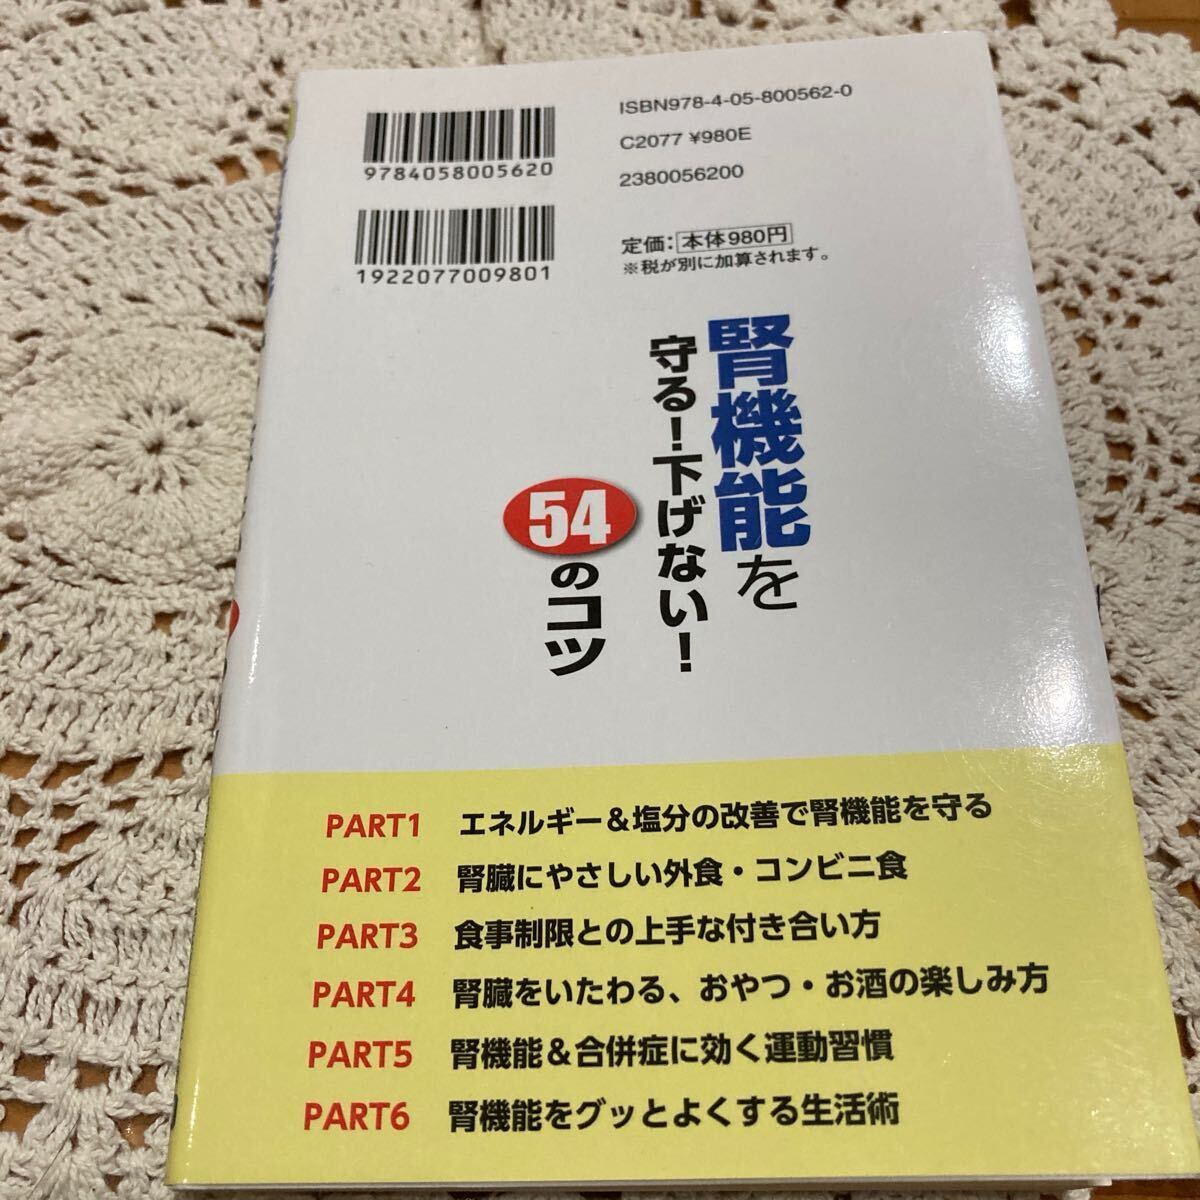 ISBN978-4-05-800562-0
C2077 ¥980E
2380056200
9784058005620
1922077009801
定価：本体980円
※税が別に加算されます。
腎機能を
守る！下げない！
54のコツ
PART1 エネルギー＆塩分の改善で腎機能を守る
PART2 腎臓にやさしい外食・コンビニ食
PART3 食事制限との上手な付き合い方
PART4 腎臓をいたわる、おやつ・お酒の楽しみ方
PART5 腎機能＆合併症に効く運動習慣
PART6 腎機能をグッとよくする生活術